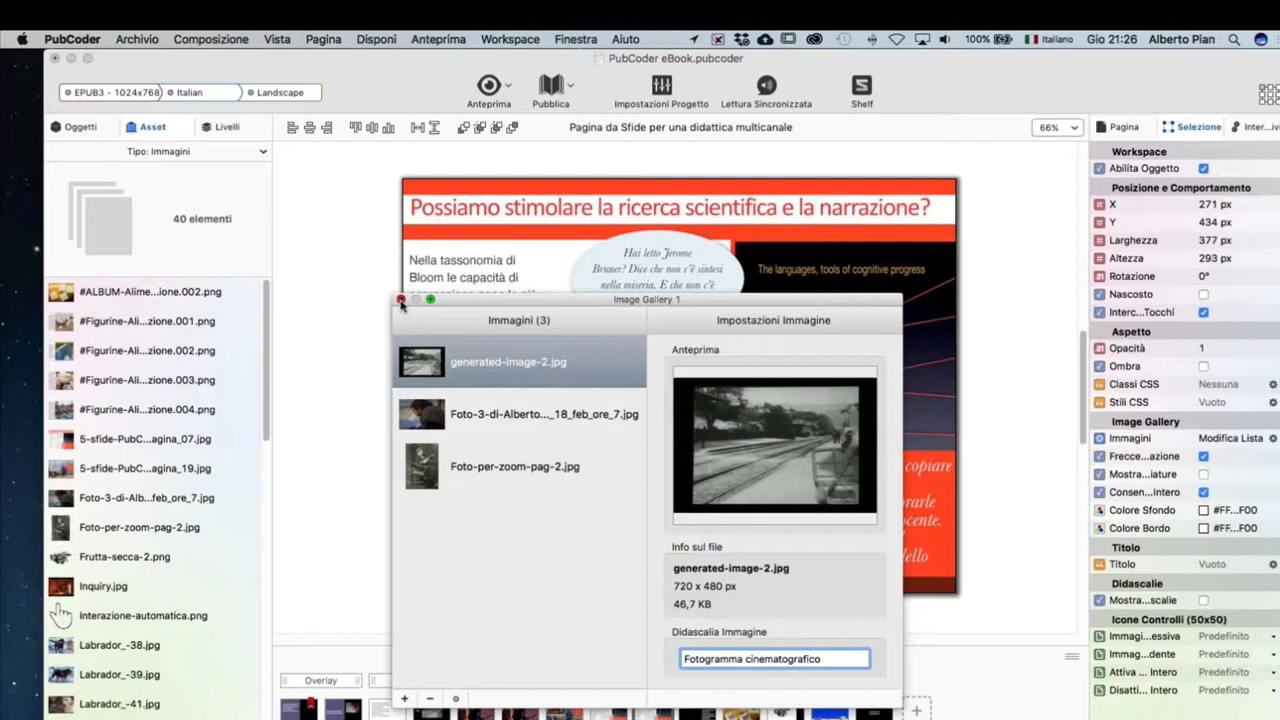 PubCoder Archivio Composizione Vista Pagina Disponi Anteprima Workspace Finestra Aiuto 100% Italiano Gio 21:26 Alberto Pian
PubCoder eBook.pubcoder
EPUB3 - 1024x768 Italian Landscape
Anteprima Pubblica Impostazioni Progetto Lettura Sincronizzata Shelf
Oggetti Asset Livelli
Pagina da Sfide per una didattica multicanale
66%
Pagina Selezione
Tipo: Immagini
40 elementi
#ALBUM-Alime...ione.002.jpg
#Figurine-Ali...zione.001.png
#Figurine-Ali...zione.002.png
#Figurine-Ali...zione.003.png
#Figurine-Ali...zione.004.png
5-sfide-PubC...agina_07.png
5-sfide-PubC...agina_19.jpg
Foto-3-di-Alb...feb_ore_7.jpg
Foto-per-zoom-pag-2.jpg
Frutta-secca-2.png
Inquiry.jpg
Interazione-automatica.png
Labrador_-38.jpg
Labrador_-39.jpg
Labrador_-41.jpg
Possiamo stimolare la ricerca scientifica e la narrazione?
Nella tassonomia di
Bloom le capacità di
Hai letto Jerome
Bruner? Dice che non c'è sintesi
nella miseria. E che non c'è
The languages, tools of cognitive progress
copiare
orarle
ocente.
dello
Image Gallery 1
Immagini (3)
generated-image-2.jpg
Foto-3-di-Alberto..._18_feb_ore_7.jpg
Foto-per-zoom-pag-2.jpg
Impostazioni Immagine
Anteprima
Info sul file
generated-image-2.jpg
720 x 480 px
46,7 KB
Didascalia Immagine
Fotogramma cinematografico
Overlay
Workspace
Abilita Oggetto
Posizione e Comportamento
X 271 px
Y 434 px
Larghezza 377 px
Altezza 293 px
Rotazione 0°
Nascosto
Interc...Tocchi
Aspetto
Opacità 1
Ombra
Classi CSS Nessuna
Stili CSS Vuoto
Image Gallery
Immagini Modifica Lista
Frecce...azione
Mostra...iature
Consen...Intero
Colore Sfondo #FF...F00
Colore Bordo #FF...F00
Titolo
Titolo Vuoto
Didascalie
Mostra...scalie
Icone Controlli (50x50)
Immagi...essiva Predefinito
Immag...dente Predefinito
Attiva ... Intero Predefinito
Disatti... Intero Predefinito